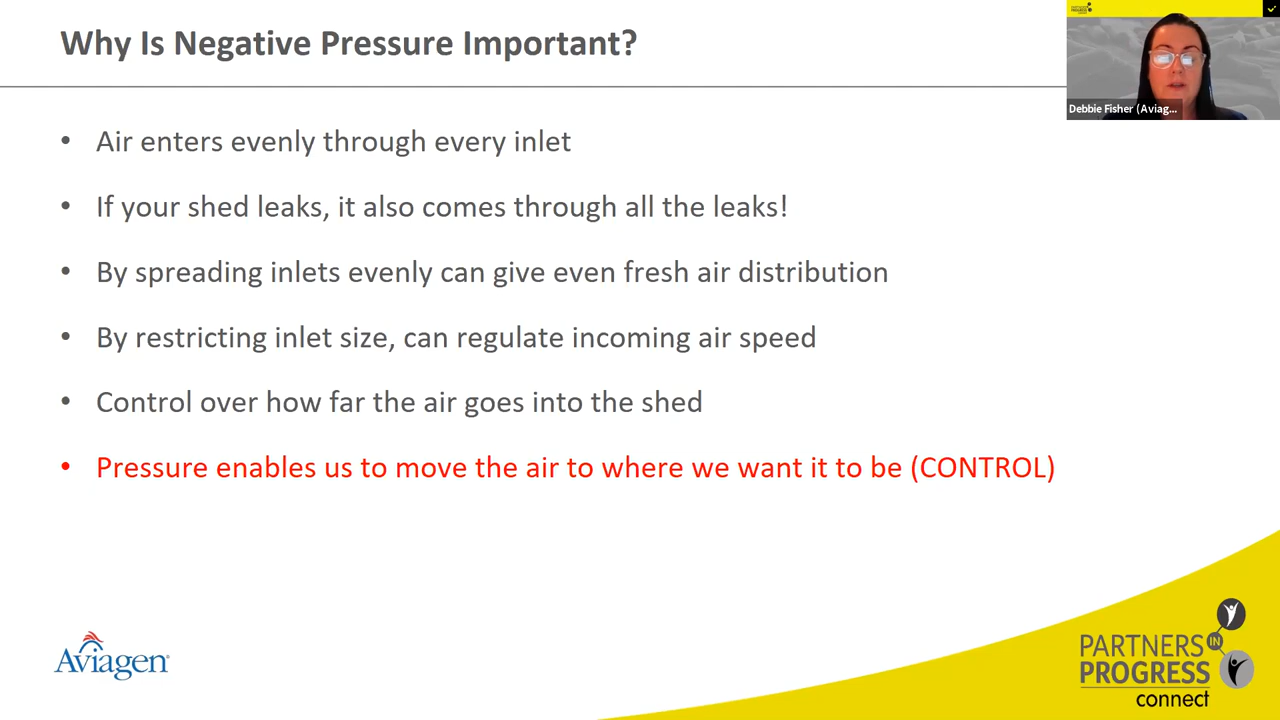 Why Is Negative Pressure Important?
Debbie Fisher (Aviag...
• Air enters evenly through every inlet
• If your shed leaks, it also comes through all the leaks!
• By spreading inlets evenly can give even fresh air distribution
• By restricting inlet size, can regulate incoming air speed
• Control over how far the air goes into the shed
• Pressure enables us to move the air to where we want it to be (CONTROL)
Aviagen
PARTNERS IN
PROGRESS
connect